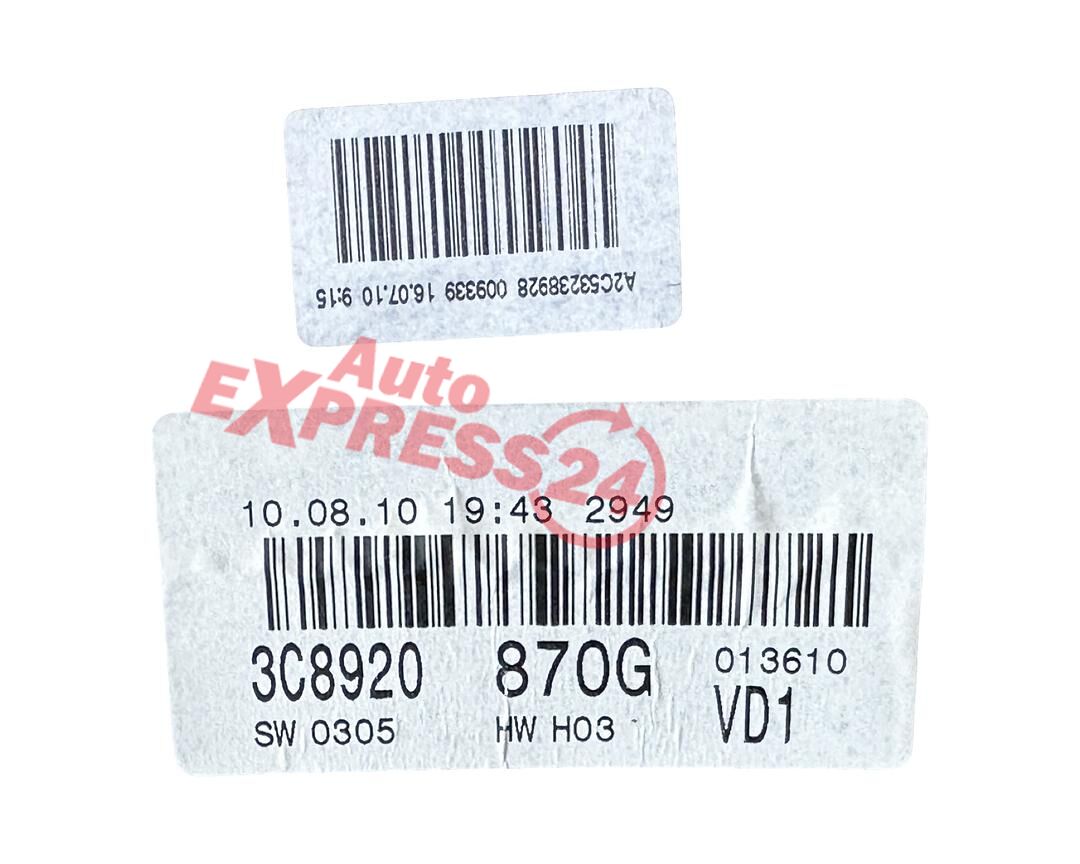 A2C53238928 009339 16.07.10 9:15
Auto
EXPRESS24
10.08.10 19:43 2949
3C8920 870G 013610
SW 0305 HW H03 VD1